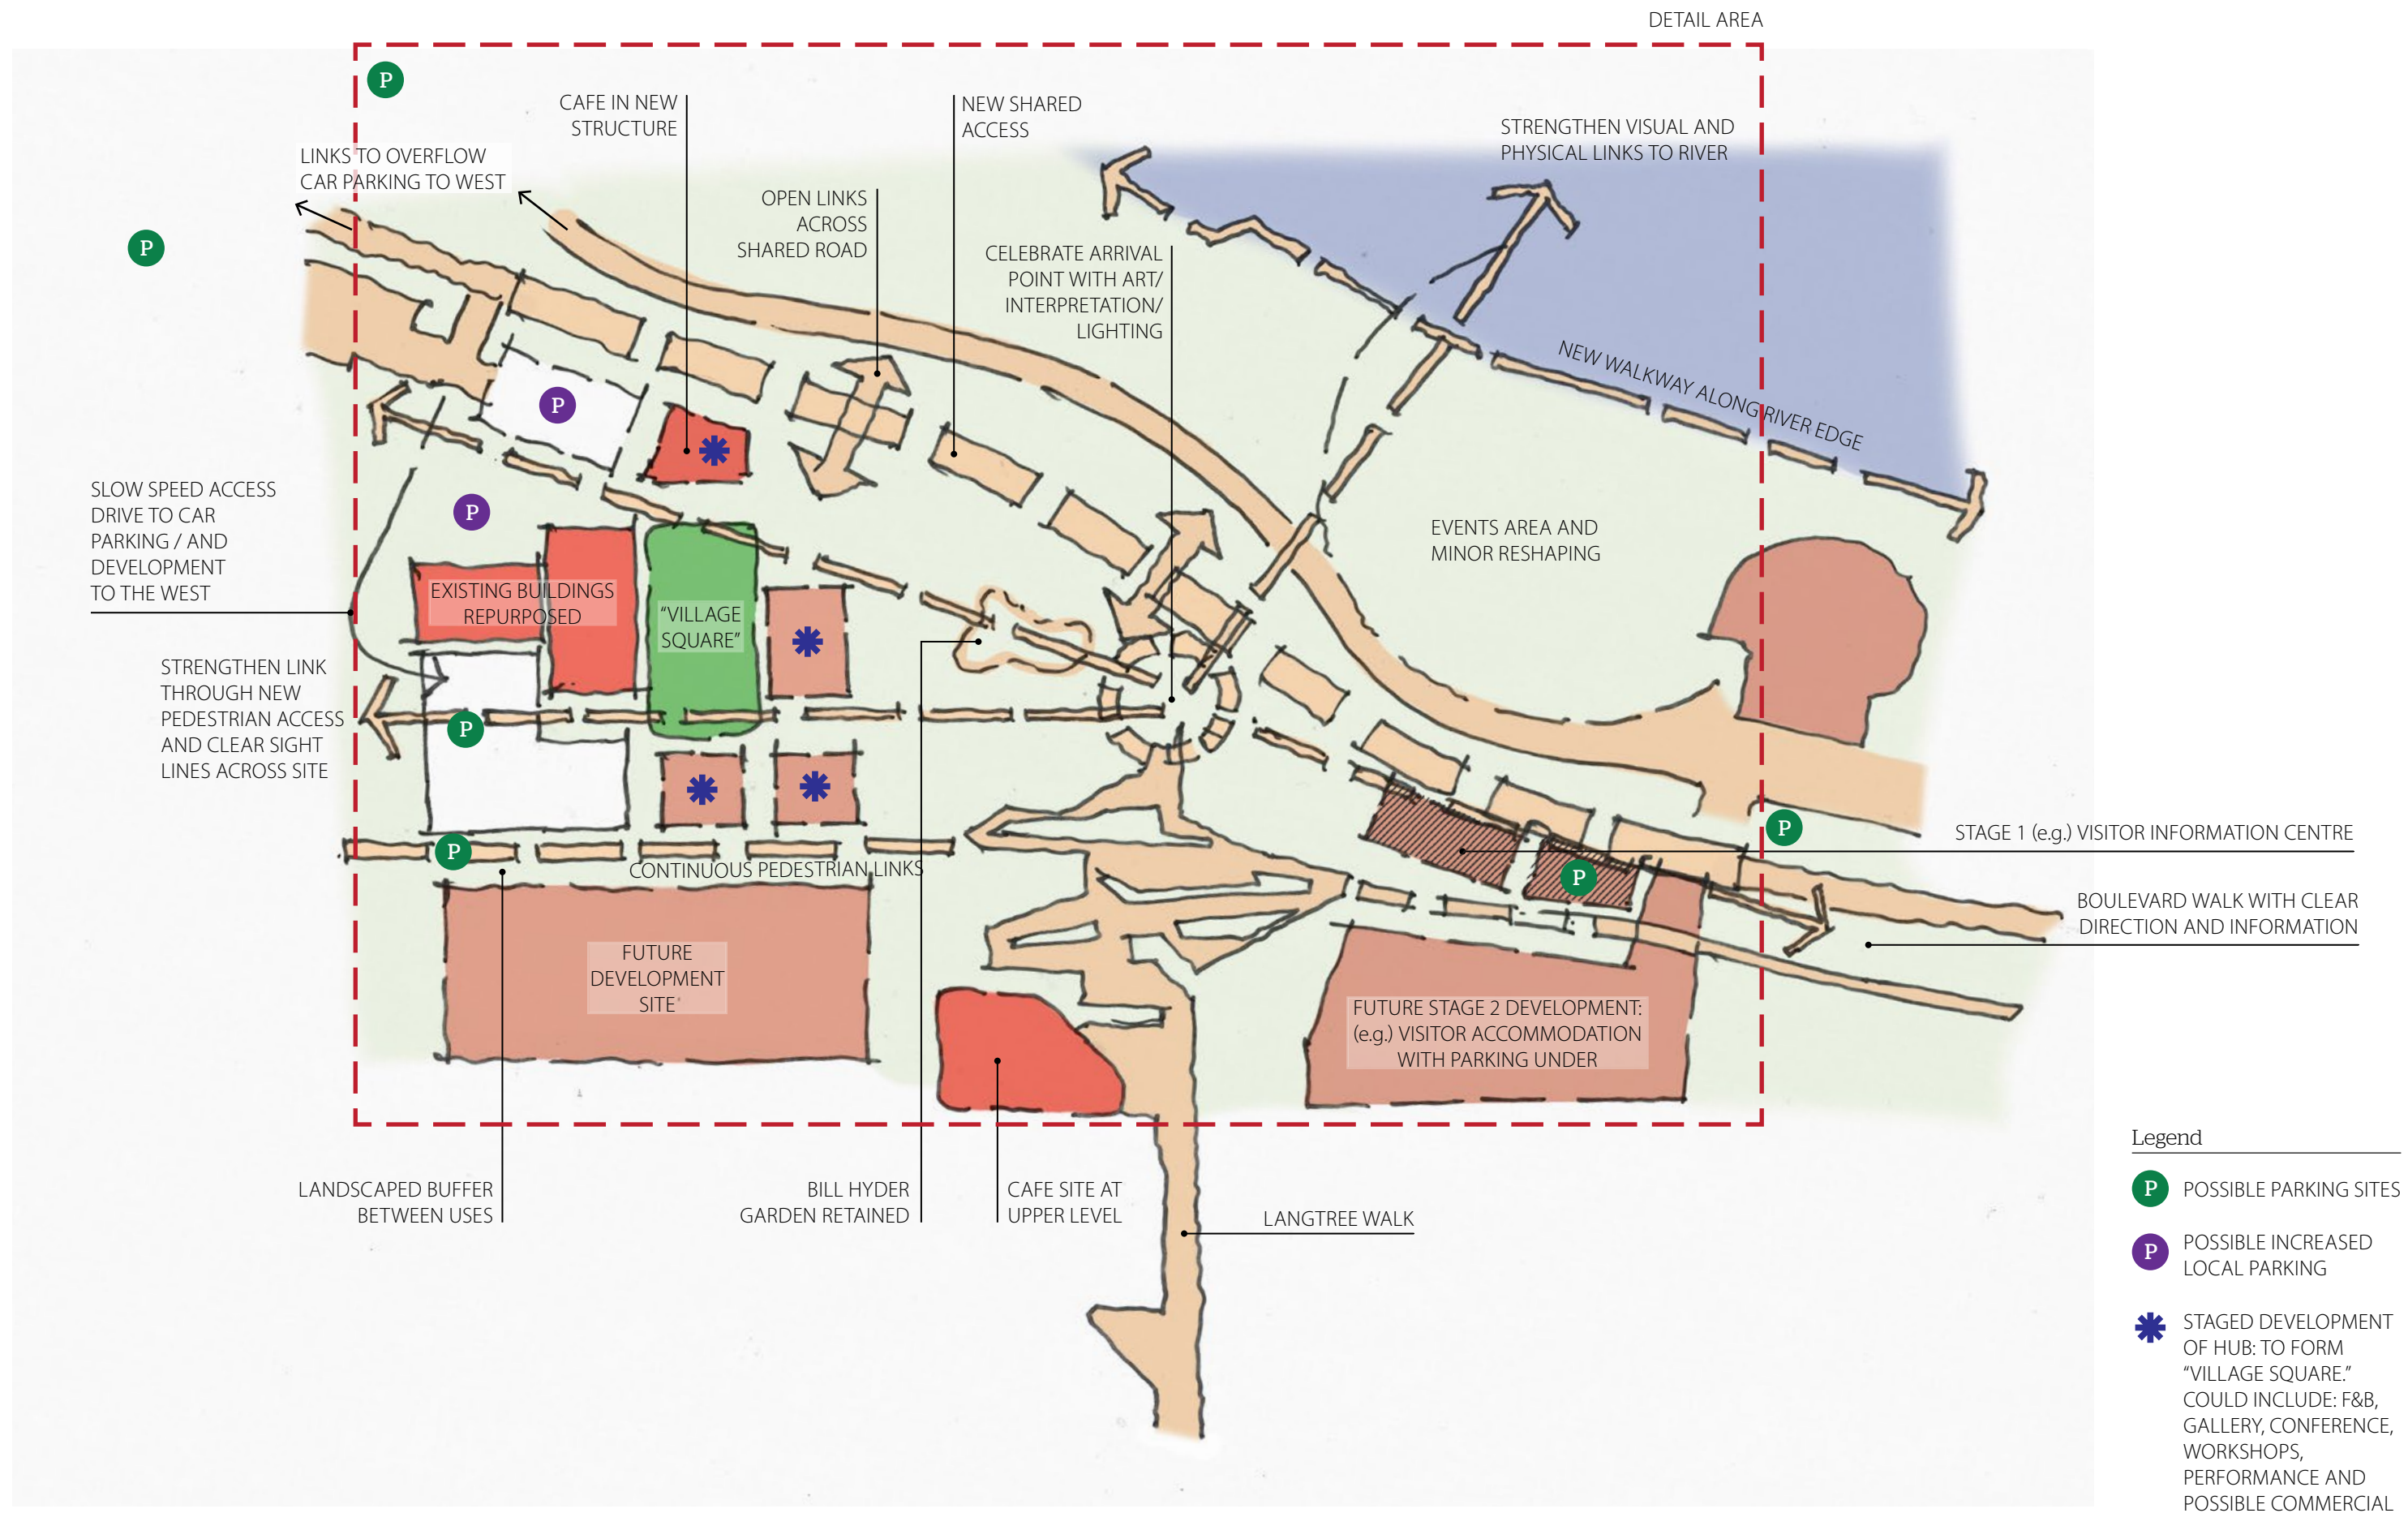 DETAIL AREA
P
CAFE IN NEW
STRUCTURE
NEW SHARED
ACCESS
STRENGTHEN VISUAL AND
PHYSICAL LINKS TO RIVER
LINKS TO OVERFLOW
CAR PARKING TO WEST
OPEN LINKS
ACROSS
SHARED ROAD
P
CELEBRATE ARRIVAL
POINT WITH ART/
INTERPRETATION/
LIGHTING
NEW WALKWAY ALONG RIVER EDGE
P
SLOW SPEED ACCESS
DRIVE TO CAR
PARKING / AND
DEVELOPMENT
TO THE WEST
P
EVENTS AREA AND
MINOR RESHAPING
EXISTING BUILDINGS
REPURPOSED
“VILLAGE
SQUARE”
STRENGTHEN LINK
THROUGH NEW
PEDESTRIAN ACCESS
AND CLEAR SIGHT
LINES ACROSS SITE
P
P
STAGE 1 (e.g.) VISITOR INFORMATION CENTRE
P
CONTINUOUS PEDESTRIAN LINKS
P
BOULEVARD WALK WITH CLEAR
DIRECTION AND INFORMATION
FUTURE
DEVELOPMENT
SITE
FUTURE STAGE 2 DEVELOPMENT:
(e.g.) VISITOR ACCOMMODATION
WITH PARKING UNDER
LANDSCAPED BUFFER
BETWEEN USES
BILL HYDER
GARDEN RETAINED
CAFE SITE AT
UPPER LEVEL
LANGTREE WALK
Legend
P POSSIBLE PARKING SITES
P POSSIBLE INCREASED
LOCAL PARKING
STAGED DEVELOPMENT
OF HUB: TO FORM
“VILLAGE SQUARE.”
COULD INCLUDE: F&B,
GALLERY, CONFERENCE,
WORKSHOPS,
PERFORMANCE AND
POSSIBLE COMMERCIAL